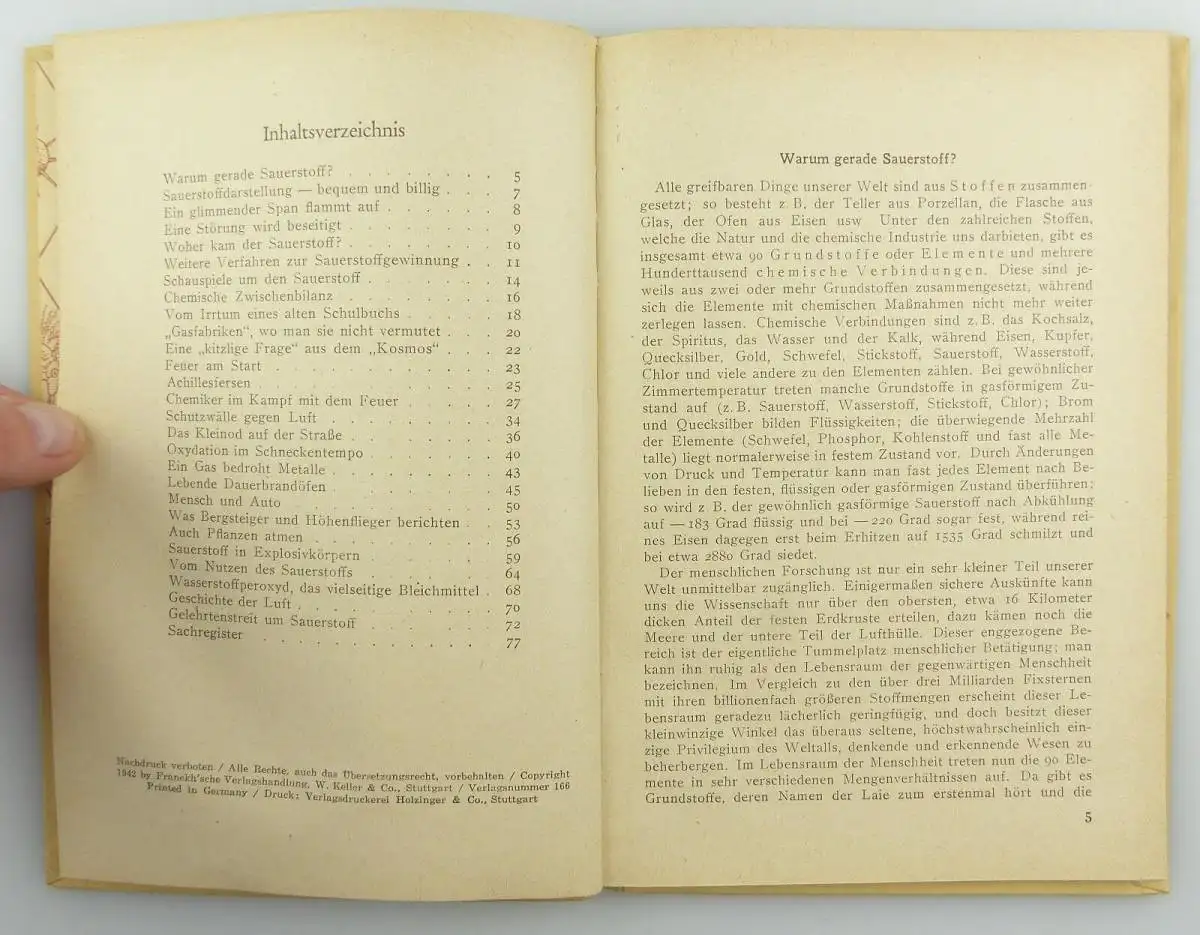 Inhaltsverzeichnis
Warum gerade Sauerstoff? . . . . . . . . 5
Sauerstoffdarstellung — bequem und billig . . . 7
Ein glimmender Span flammt auf . . . . . . 8
Eine Störung wird beseitigt . . . . . . . 9
Woher kam der Sauerstoff? . . . . . . . . 10
Weitere Verfahren zur Sauerstoffgewinnung . . 11
Schauspiele um den Sauerstoff . . . . . . 14
Chemische Zwischenbilanz . . . . . . . 16
Vom Irrtum eines alten Schulbuchs . . . . . 18
„Gasfabriken“, wo man sie nicht vermutet . . . 20
Eine „kitzlige Frage“ aus dem „Kosmos“ . . . 22
Feuer am Start . . . . . . . . . . 23
Achillesfersen . . . . . . . . . . 25
Chemiker im Kampf mit dem Feuer . . . . . 27
Schutzwälle gegen Luft . . . . . . . . 34
Das Kleinod auf der Straße . . . . . . . 36
Oxydation im Schneckentempo . . . . . . 40
Ein Gas bedroht Metalle . . . . . . . . 43
Lebende Dauerbrandöfen . . . . . . . . 45
Mensch und Auto . . . . . . . . . 50
Was Bergsteiger und Höhenflieger berichten . . 53
Auch Pflanzen atmen . . . . . . . . 56
Sauerstoff in Explosivkörpern . . . . . . 59
Vom Nutzen des Sauerstoffs . . . . . . 64
Wasserstoffperoxyd, das vielseitige Bleichmittel . 68
Geschichte der Luft . . . . . . . . . 70
Gelehrtenstreit um Sauerstoff . . . . . . 72
Sachregister . . . . . . . . . . 77
Nachdruck verboten / Alle Rechte, auch das Übersetzungsrecht, vorbehalten / Copyright
1942 by Franckh'sche Verlagshandlung, W. Keller & Co., Stuttgart / Verlagsnummer 166
Printed in Germany / Druck: Verlagsdruckerei Holzinger & Co., Stuttgart
Warum gerade Sauerstoff?
Alle greifbaren Dinge unserer Welt sind aus Stoffen zusammen-
gesetzt; so besteht z. B. der Teller aus Porzellan, die Flasche aus
Glas, der Ofen aus Eisen usw Unter den zahlreichen Stoffen,
welche die Natur und die chemische Industrie uns darbieten, gibt es
insgesamt etwa 90 Grundstoffe oder Elemente und mehrere
Hunderttausend chemische Verbindungen. Diese sind je-
weils aus zwei oder mehr Grundstoffen zusammengesetzt, während
sich die Elemente mit chemischen Maßnahmen nicht mehr weiter
zerlegen lassen. Chemische Verbindungen sind z. B. das Kochsalz,
der Spiritus, das Wasser und der Kalk, während Eisen, Kupfer,
Quecksilber, Gold, Schwefel, Stickstoff, Sauerstoff, Wasserstoff,
Chlor und viele andere zu den Elementen zählen. Bei gewöhnlicher
Zimmertemperatur treten manche Grundstoffe in gasförmigem Zu-
stand auf (z. B. Sauerstoff, Wasserstoff, Stickstoff, Chlor); Brom
und Quecksilber bilden Flüssigkeiten; die überwiegende Mehrzahl
der Elemente (Schwefel, Phosphor, Kohlenstoff und fast alle Me-
talle) liegt normalerweise in festem Zustand vor. Durch Änderungen
von Druck und Temperatur kann man fast jedes Element nach Be-
lieben in den festen, flüssigen oder gasförmigen Zustand überführen;
so wird z B. der gewöhnlich gasförmige Sauerstoff nach Abkühlung
auf — 183 Grad flüssig und bei — 220 Grad sogar fest, während rei-
nes Eisen dagegen erst beim Erhitzen auf 1535 Grad schmilzt und
bei etwa 2880 Grad siedet.
Der menschlichen Forschung ist nur ein sehr kleiner Teil unserer
Welt unmittelbar zugänglich. Einigermaßen sichere Auskünfte kann
uns die Wissenschaft nur über den obersten, etwa 16 Kilometer
dicken Anteil der festen Erdkruste erteilen, dazu kämen noch die
Meere und der untere Teil der Lufthülle. Dieser enggezogene Be-
reich ist der eigentliche Tummelplatz menschlicher Betätigung; man
kann ihn ruhig als den Lebensraum der gegenwärtigen Menschheit
bezeichnen. Im Vergleich zu den über drei Milliarden Fixsternen
mit ihren billionenfach größeren Stoffmengen erscheint dieser Le-
bensraum geradezu lächerlich geringfügig, und doch besitzt dieser
kleinwinzige Winkel das überaus seltene, höchstwahrscheinlich ein-
zige Privilegium des Weltalls, denkende und erkennende Wesen zu
beherbergen. Im Lebensraum der Menschheit treten nun die 90 Ele-
mente in sehr verschiedenen Mengenverhältnissen auf. Da gibt es
Grundstoffe, deren Namen der Laie zum erstenmal hört und die
5